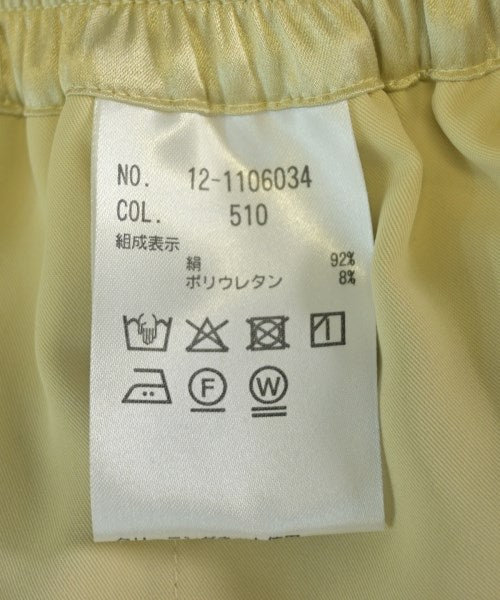 NO. 12-1106034
COL. 510
組成表示
絹 92%
ポリウレタン 8%
F W